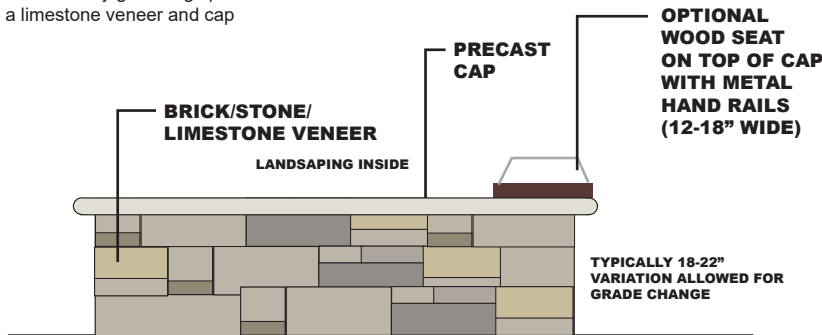 a limestone veneer and cap
OPTIONAL
WOOD SEAT
ON TOP OF CAP
WITH METAL
HAND RAILS
(12-18” WIDE)
PRECAST
CAP
BRICK/STONE/
LIMESTONE VENEER
LANDSAPING INSIDE
TYPICALLY 18-22”
VARIATION ALLOWED FOR
GRADE CHANGE